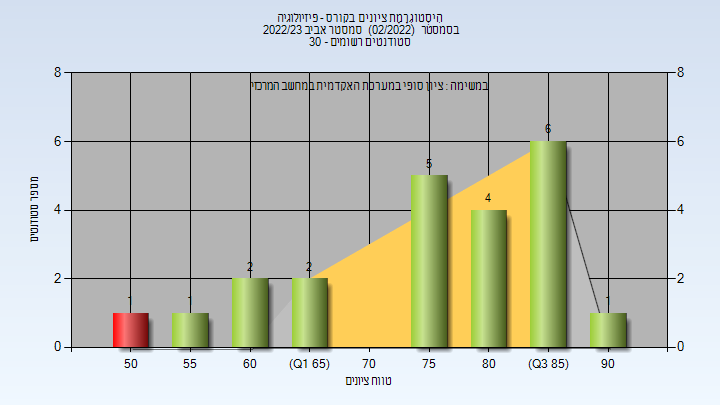 היסטוגרמת ציונים בקורס - פיזיולוגיה
בסמסטר (02/2022) סמסטר אביב 2022/23
סטודנטים רשומים - 30
במשימה : ציון סופי במערכת האקדמית במחשב המרכזי
8 8
6 6
4 4
2 2
0 0
1 1 2 2 5 4 6 1
מספר סטודנטים
50 55 60 (Q1 65) 70 75 80 (Q3 85) 90
טווח ציונים